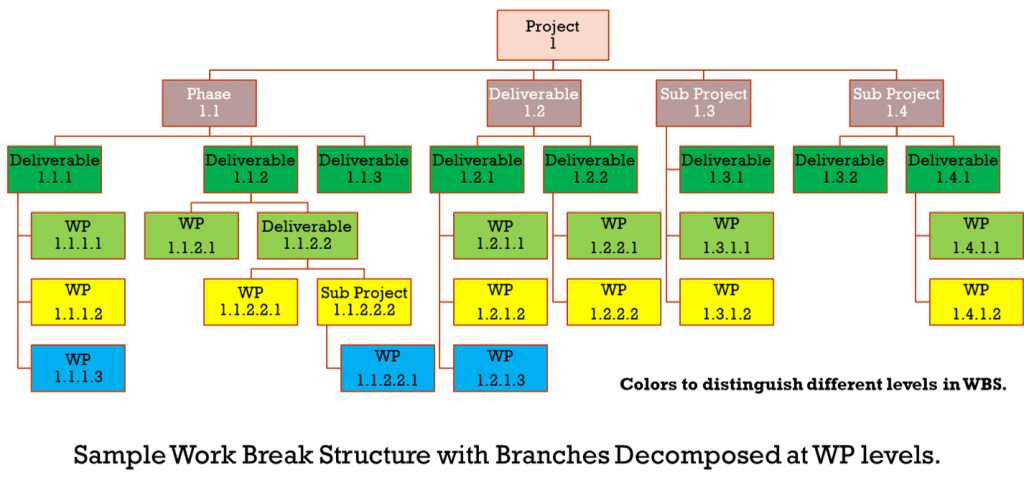 Project
1
Phase
1.1
Deliverable
1.2
Sub Project
1.3
Sub Project
1.4
Deliverable
1.1.1
Deliverable
1.1.2
Deliverable
1.1.3
Deliverable
1.2.1
Deliverable
1.2.2
Deliverable
1.3.1
Deliverable
1.3.2
Deliverable
1.4.1
WP
1.1.1.1
WP
1.1.2.1
Deliverable
1.1.2.2
WP
1.2.1.1
WP
1.2.2.1
WP
1.3.1.1
WP
1.4.1.1
WP
1.1.1.2
WP
1.1.2.2.1
Sub Project
1.1.2.2.2
WP
1.2.1.2
WP
1.2.2.2
WP
1.3.1.2
WP
1.4.1.2
WP
1.1.1.3
WP
1.1.2.2.1
WP
1.2.1.3
Colors to distinguish different levels in WBS.
Sample Work Break Structure with Branches Decomposed at WP levels.